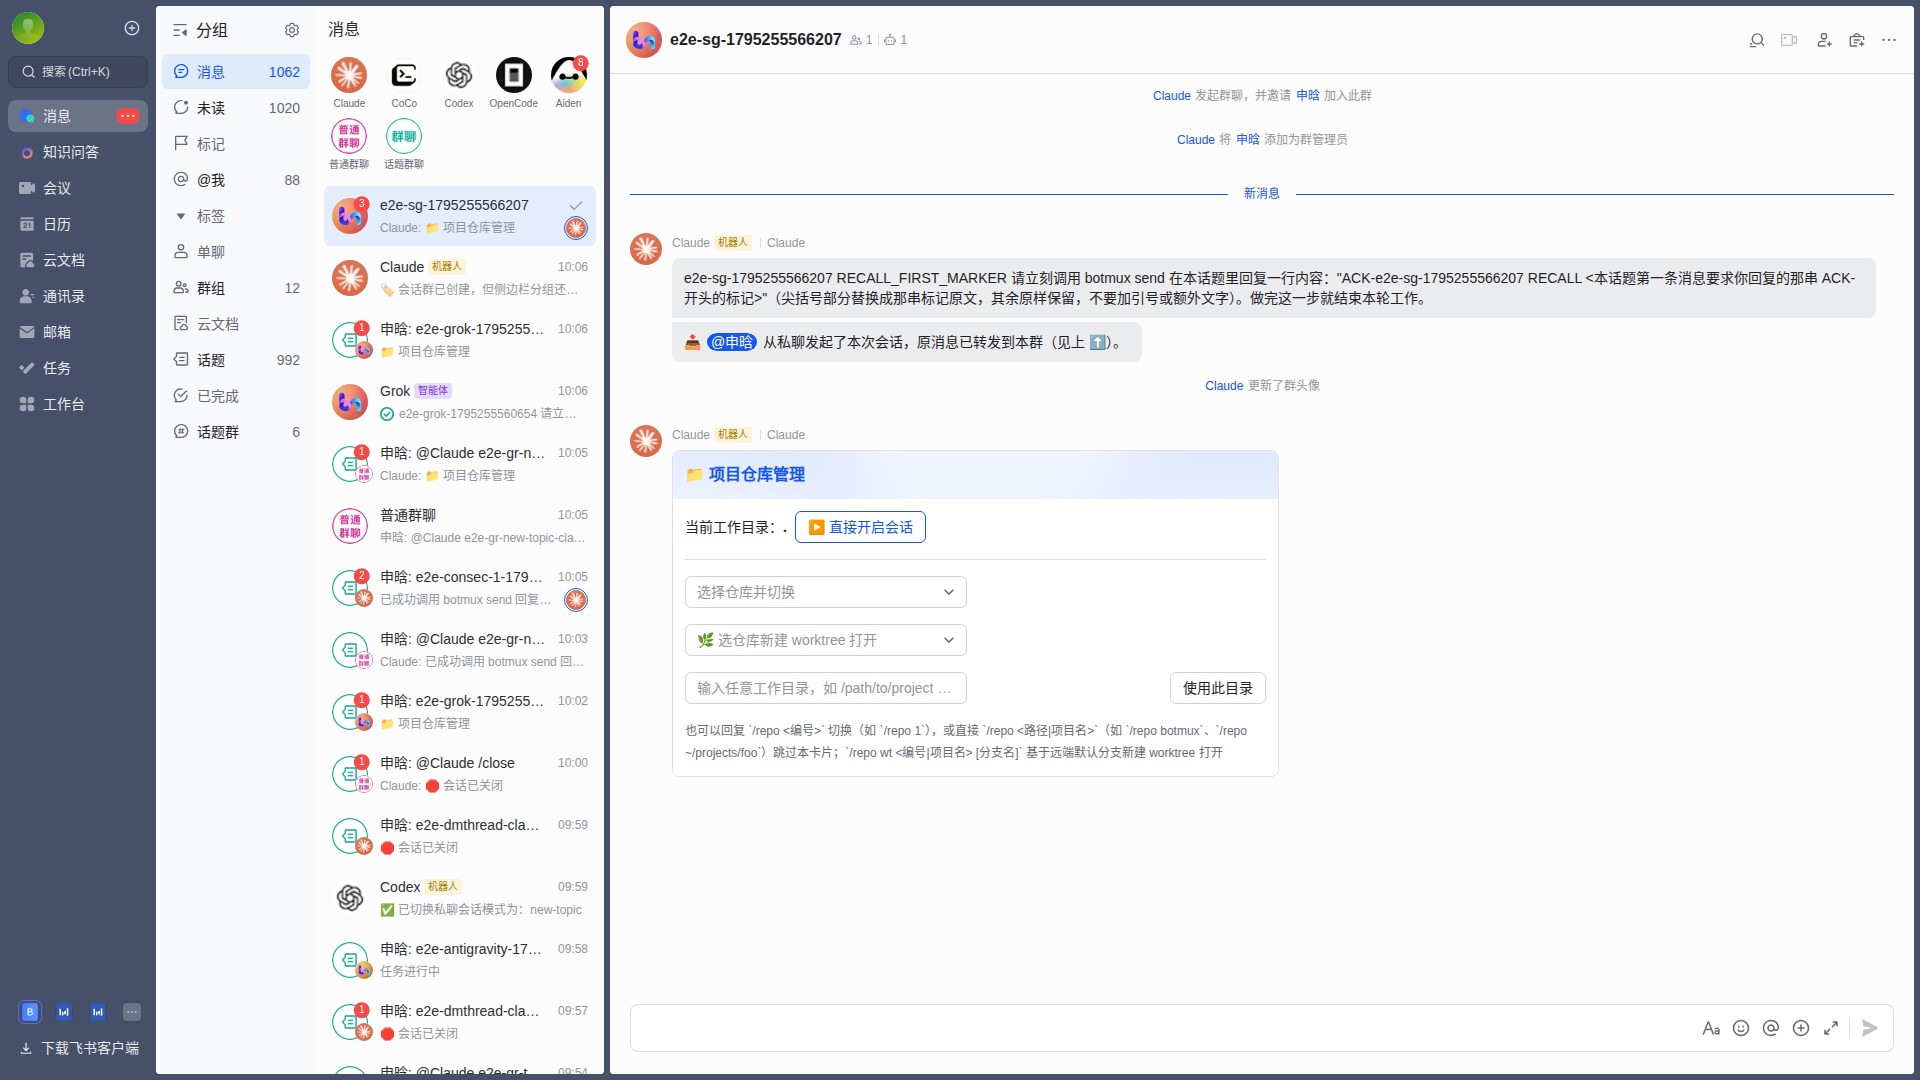 搜索 (Ctrl+K)
消息
知识问答
会议
日历
云文档
通讯录
邮箱
任务
工作台
下载飞书客户端
分组
消息 1062
未读 1020
标记
@我 88
标签
单聊
群组 12
云文档
话题 992
已完成
话题群 6
消息
8
Claude CoCo Codex OpenCode Aiden
普通
群聊
群聊
普通群聊 话题群聊
3
e2e-sg-1795255566207
Claude: 📁 项目仓库管理
Claude 机器人 10:06
🏷️ 会话群已创建，但侧边栏分组还…
1
申晗: e2e-grok-1795255… 10:06
📁 项目仓库管理
Grok 智能体 10:06
e2e-grok-1795255560654 请立…
1
申晗: @Claude e2e-gr-n… 10:05
Claude: 📁 项目仓库管理
普通
群聊
普通群聊 10:05
申晗: @Claude e2e-gr-new-topic-cla…
2
申晗: e2e-consec-1-179… 10:05
已成功调用 botmux send 回复…
申晗: @Claude e2e-gr-n… 10:03
Claude: 已成功调用 botmux send 回…
1
申晗: e2e-grok-1795255… 10:02
📁 项目仓库管理
1
申晗: @Claude /close 10:00
Claude: 🛑 会话已关闭
申晗: e2e-dmthread-cla… 09:59
🛑 会话已关闭
Codex 机器人 09:59
✅ 已切换私聊会话模式为：new-topic
申晗: e2e-antigravity-17… 09:58
任务进行中
1
申晗: e2e-dmthread-cla… 09:57
🛑 会话已关闭
申晗: @Claude e2e-gr-t… 09:54
e2e-sg-1795255566207 1 1
Claude 发起群聊，并邀请 申晗 加入此群
Claude 将 申晗 添加为群管理员
新消息
Claude 机器人 Claude
e2e-sg-1795255566207 RECALL_FIRST_MARKER 请立刻调用 botmux send 在本话题里回复一行内容："ACK-e2e-sg-1795255566207 RECALL <本话题第一条消息要求你回复的那串 ACK-
开头的标记>"（尖括号部分替换成那串标记原文，其余原样保留，不要加引号或额外文字）。做完这一步就结束本轮工作。
📥 @申晗 从私聊发起了本次会话，原消息已转发到本群（见上 ⬆️）。
Claude 更新了群头像
Claude 机器人 Claude
📁 项目仓库管理
当前工作目录：. ▶️ 直接开启会话
选择仓库并切换
🌿 选仓库新建 worktree 打开
输入任意工作目录，如 /path/to/project … 使用此目录
也可以回复 `/repo <编号>` 切换（如 `/repo 1`），或直接 `/repo <路径|项目名>`（如 `/repo botmux`、`/repo
~/projects/foo`）跳过本卡片；`/repo wt <编号|项目名> [分支名]` 基于远端默认分支新建 worktree 打开
Aa